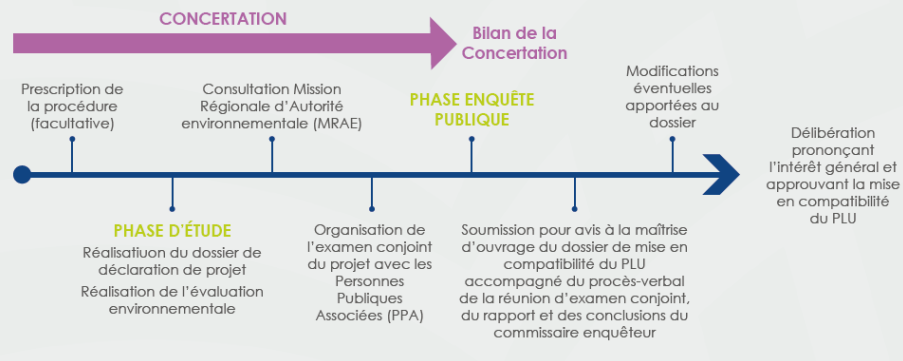 CONCERTATION
Bilan de la
Concertation
Prescription de
la procédure
(facultative)
Consultation Mission
Régionale d'Autorité
environnementale (MRAE)
PHASE ENQUÊTE
PUBLIQUE
Modifications
éventuelles
apportées au
dossier
Délibération
prononçant
l'intérêt général et
approuvant la mise
en compatibilité
du PLU
PHASE D'ÉTUDE
Réalisatiuon du dossier de
déclaration de projet
Réalisation de l'évaluation
environnementale
Organisation de
l'examen conjoint
du projet avec les
Personnes
Publiques
Associées (PPA)
Soumission pour avis à la maîtrise
d'ouvrage du dossier de mise en
compatibilité du PLU
accompagné du procès-verbal
de la réunion d'examen conjoint,
du rapport et des conclusions du
commissaire enquêteur